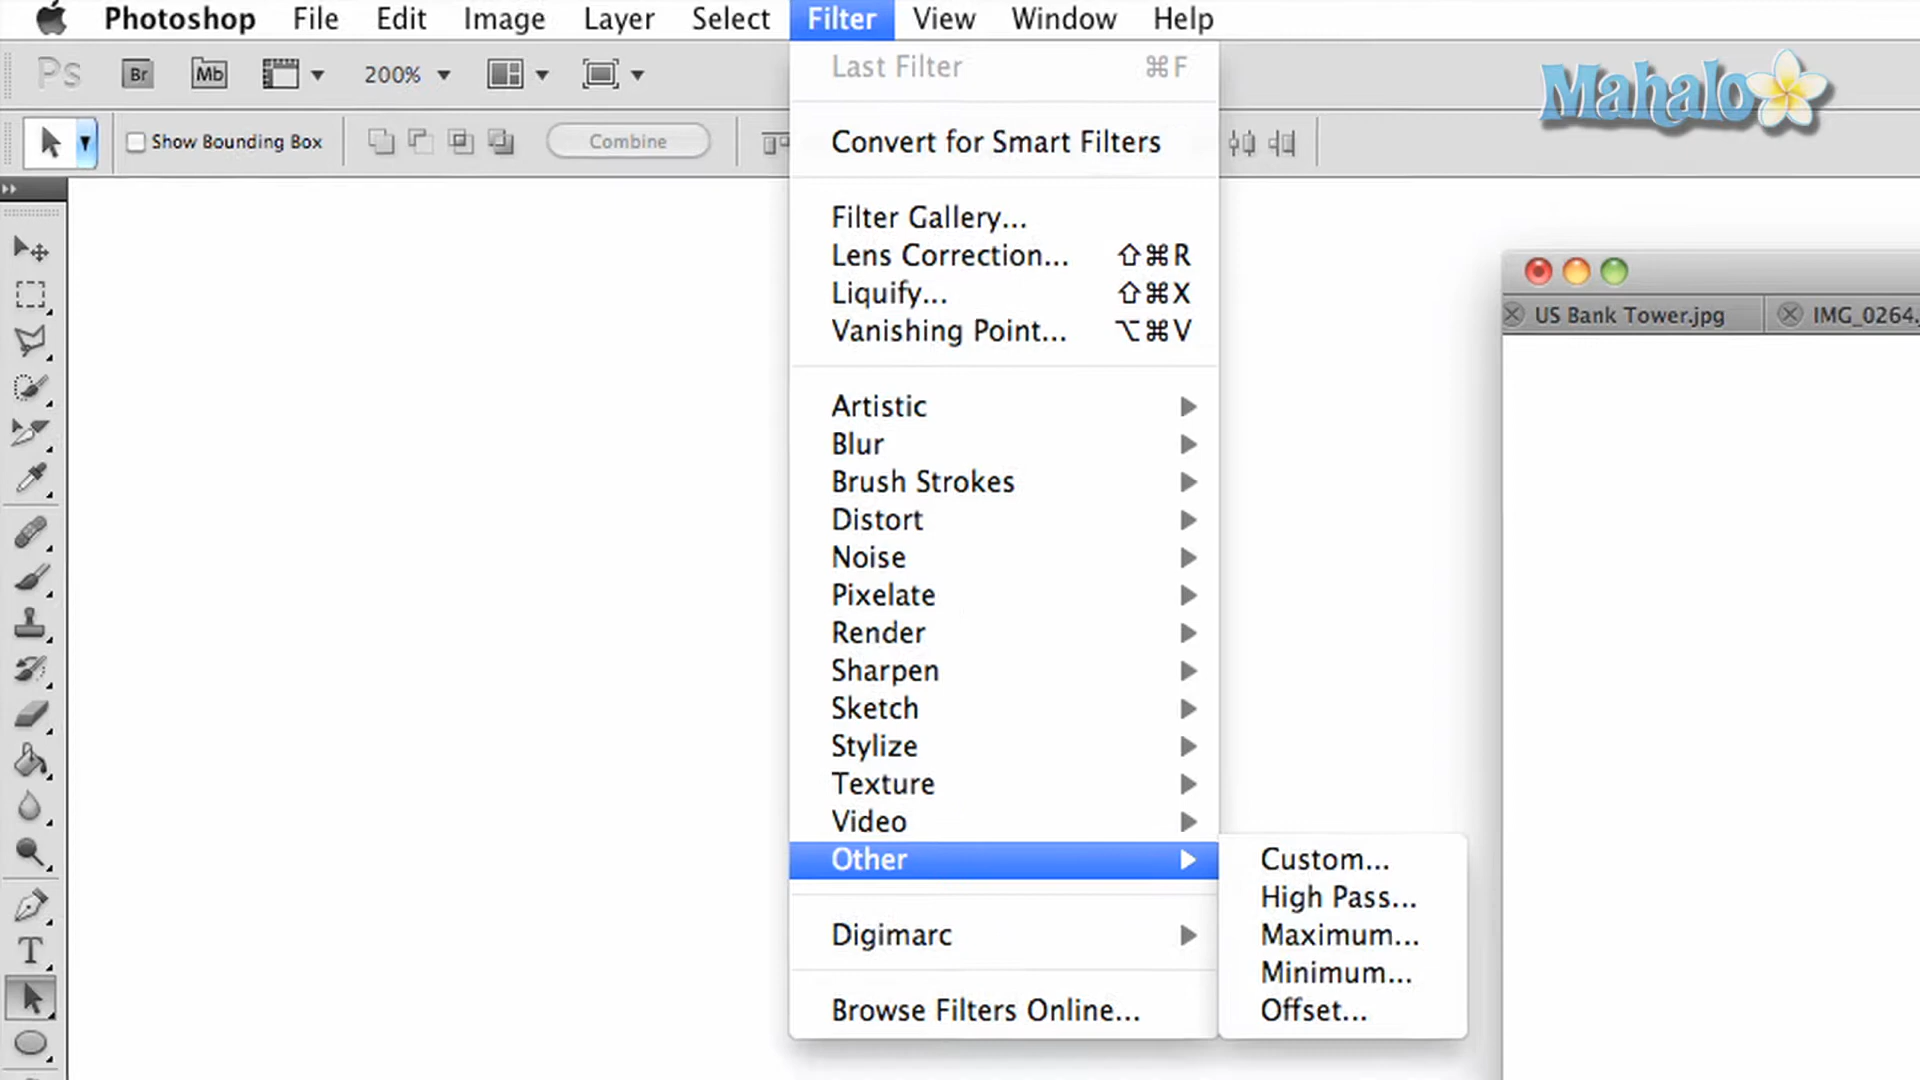 Photoshop File Edit Image Layer Select Filter View Window Help
Ps Br Mb 200%
Mahalo
Show Bounding Box Combine
Last Filter ⌘F
Convert for Smart Filters
Filter Gallery...
Lens Correction... ⇧⌘R
Liquify... ⇧⌘X
Vanishing Point... ⌥⌘V
US Bank Tower.jpg IMG_0264.
Artistic
Blur
Brush Strokes
Distort
Noise
Pixelate
Render
Sharpen
Sketch
Stylize
Texture
Video
Other
Custom...
High Pass...
Maximum...
Minimum...
Offset...
Digimarc
Browse Filters Online...
T